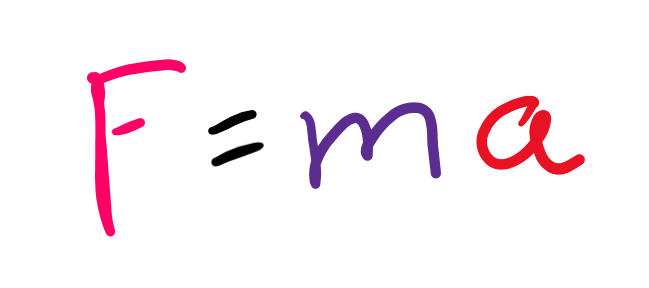 F = ma